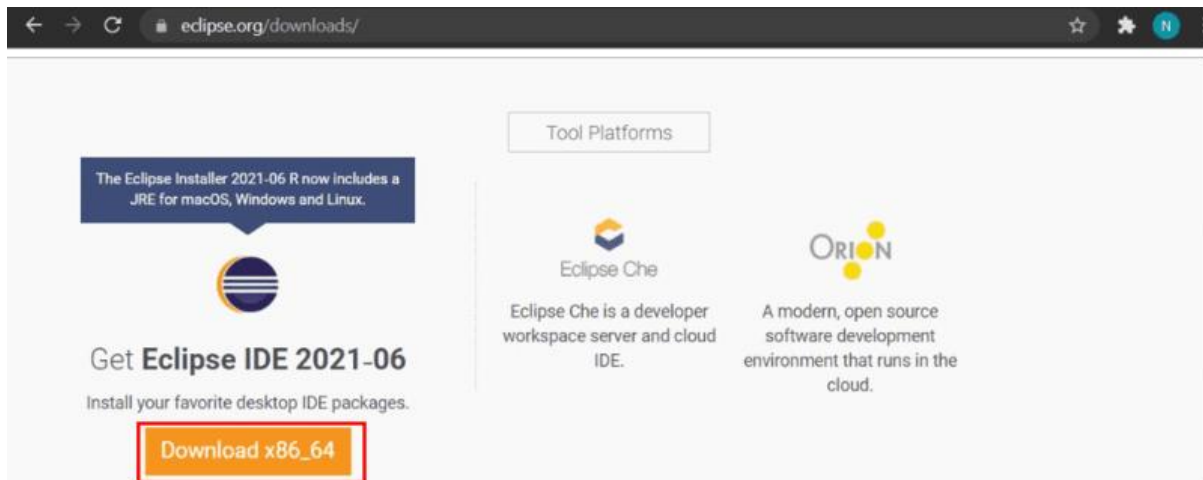 eclipse.org/downloads/
N
Tool Platforms
The Eclipse Installer 2021-06 R now includes a
JRE for macOS, Windows and Linux.
Get Eclipse IDE 2021-06
Install your favorite desktop IDE packages.
Download x86_64
Eclipse Che
Eclipse Che is a developer
workspace server and cloud
IDE.
ORION
A modern, open source
software development
environment that runs in the
cloud.